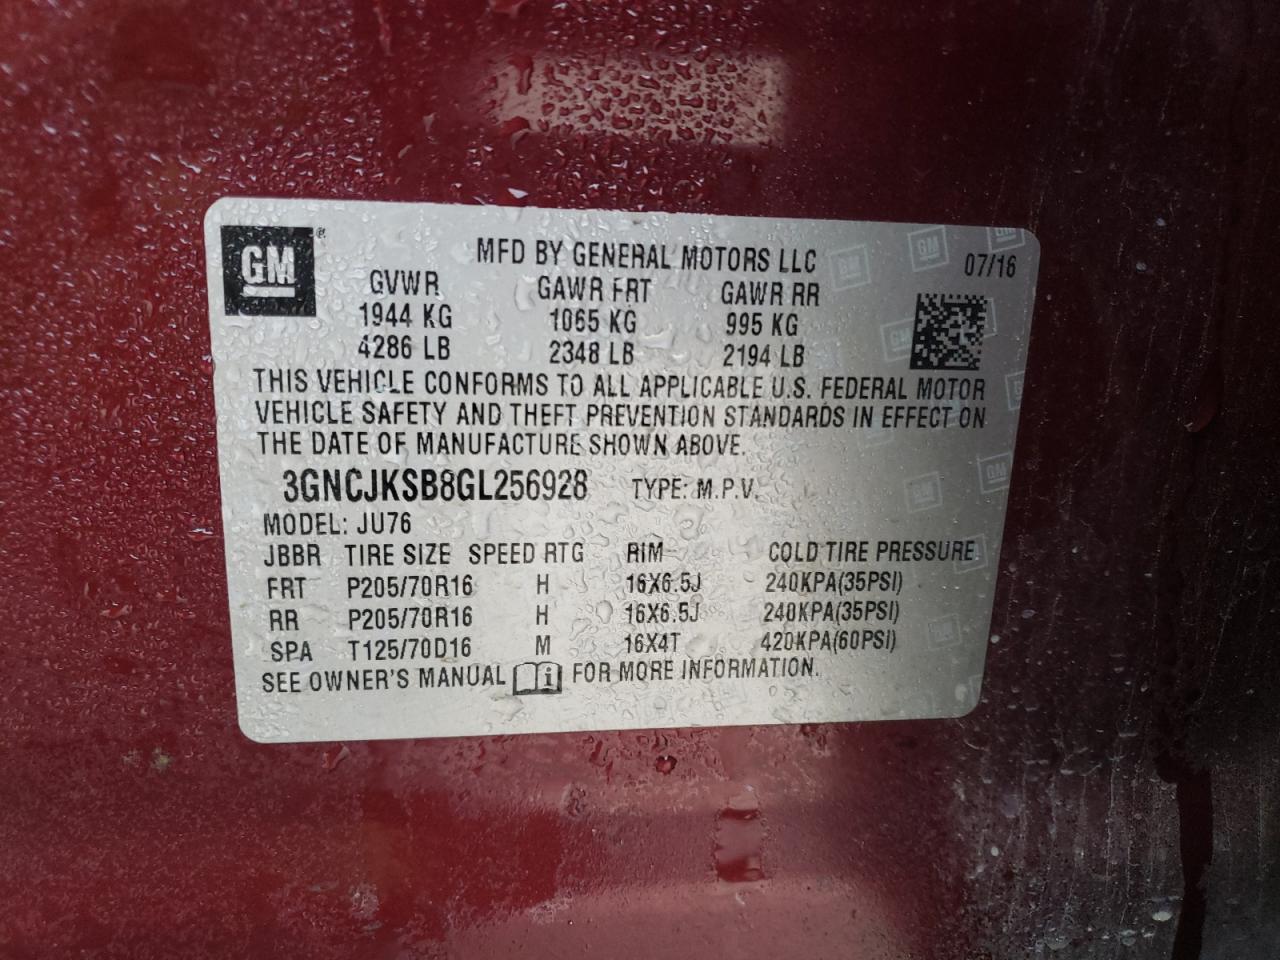 GM®
MFD BY GENERAL MOTORS LLC 07/16
GVWR GAWR FRT GAWR RR
1944 KG 1065 KG 995 KG
4286 LB 2348 LB 2194 LB
THIS VEHICLE CONFORMS TO ALL APPLICABLE U.S. FEDERAL MOTOR
VEHICLE SAFETY AND THEFT PREVENTION STANDARDS IN EFFECT ON
THE DATE OF MANUFACTURE SHOWN ABOVE.
3GNCJKSB8GL256928 TYPE: M.P.V.
MODEL: JU76
JBBR TIRE SIZE SPEED RTG RIM COLD TIRE PRESSURE
FRT P205/70R16 H 16X6.5J 240KPA(35PSI)
RR P205/70R16 H 16X6.5J 240KPA(35PSI)
SPA T125/70D16 M 16X4T 420KPA(60PSI)
SEE OWNER'S MANUAL i FOR MORE INFORMATION.